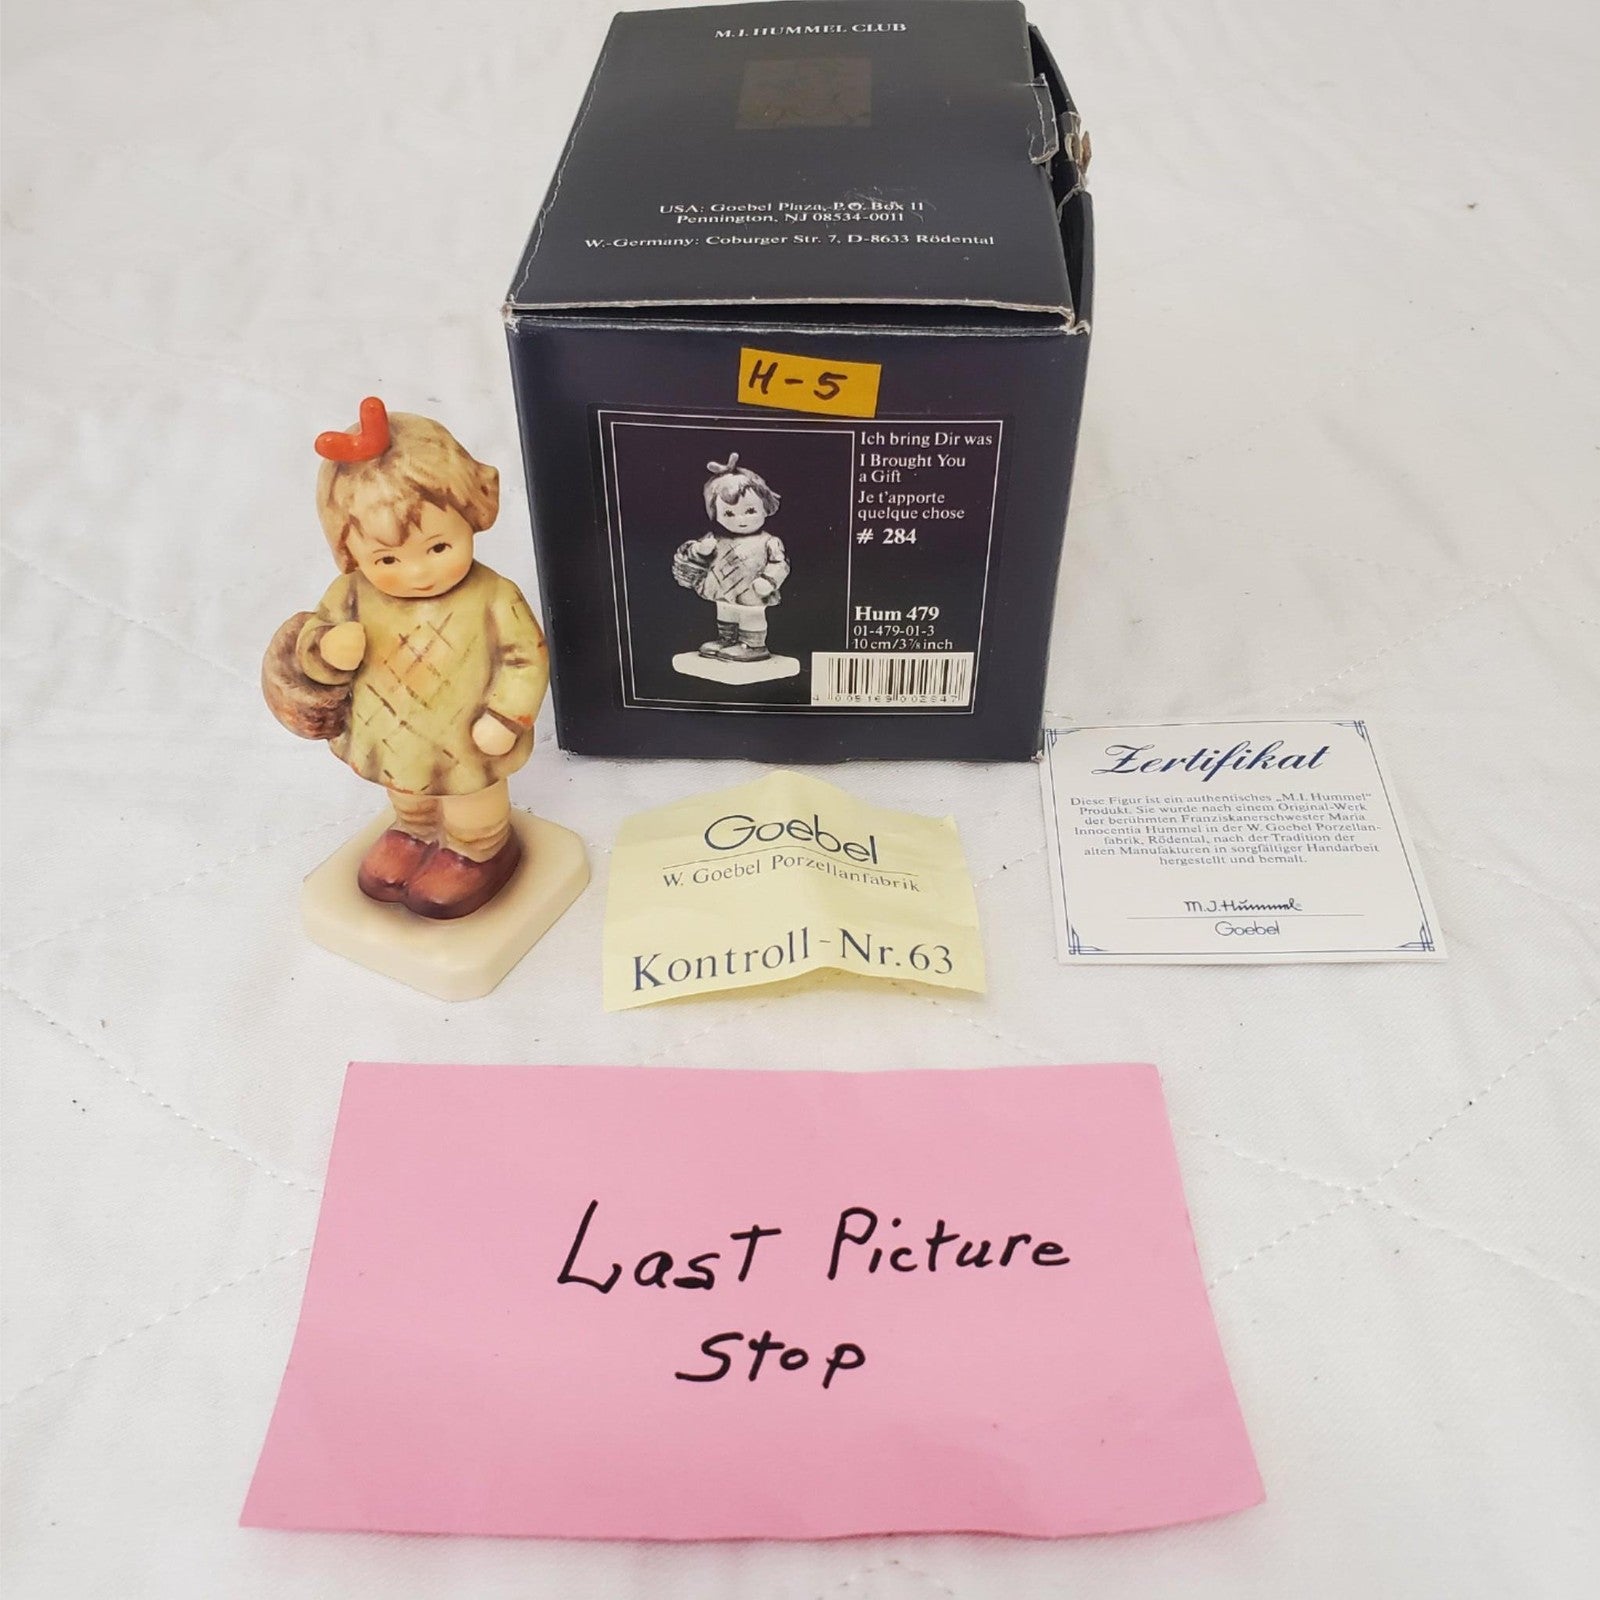 M.I. HUMMEL CLUB
USA: Goebel Plaza, P.O. Box 11
Pennington, NJ 08534-0011
W.-Germany: Coburger Str. 7, D-8633 Rödental
H-5
Ich bring Dir was
I Brought You
a Gift
Je t'apporte
quelque chose
# 284
Hum 479
01-479-01-3
10 cm/3⅞ inch
4 005169 002847
Goebel
W. Goebel Porzellanfabrik
Kontroll-Nr. 63
Zertifikat
Diese Figur ist ein authentisches „M.I. Hummel“
Produkt. Sie wurde nach einem Original-Werk
der berühmten Franziskanerschwester Maria
Innocentia Hummel in der W. Goebel Porzellan-
fabrik, Rödental, nach der Tradition der
alten Manufakturen in sorgfältiger Handarbeit
hergestellt und bemalt.
M.J. Hummel®
Goebel
Last Picture
Stop